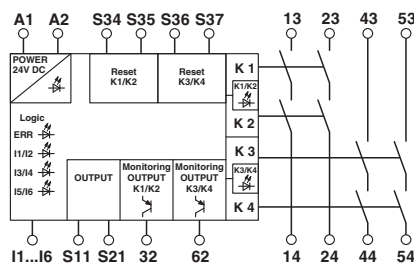 A1 A2 S34 S35 S36 S37 13 23 43 53
POWER
24V DC
Reset
K1/K2
Reset
K3/K4
K 1
K1/K2
K 2
Logic
ERR
I1/I2
I3/I4
I5/I6
OUTPUT
Monitoring
OUTPUT
K1/K2
Monitoring
OUTPUT
K3/K4
K 3
K3/K4
K 4
I1...I6 S11 S21 32 62 14 24 44 54